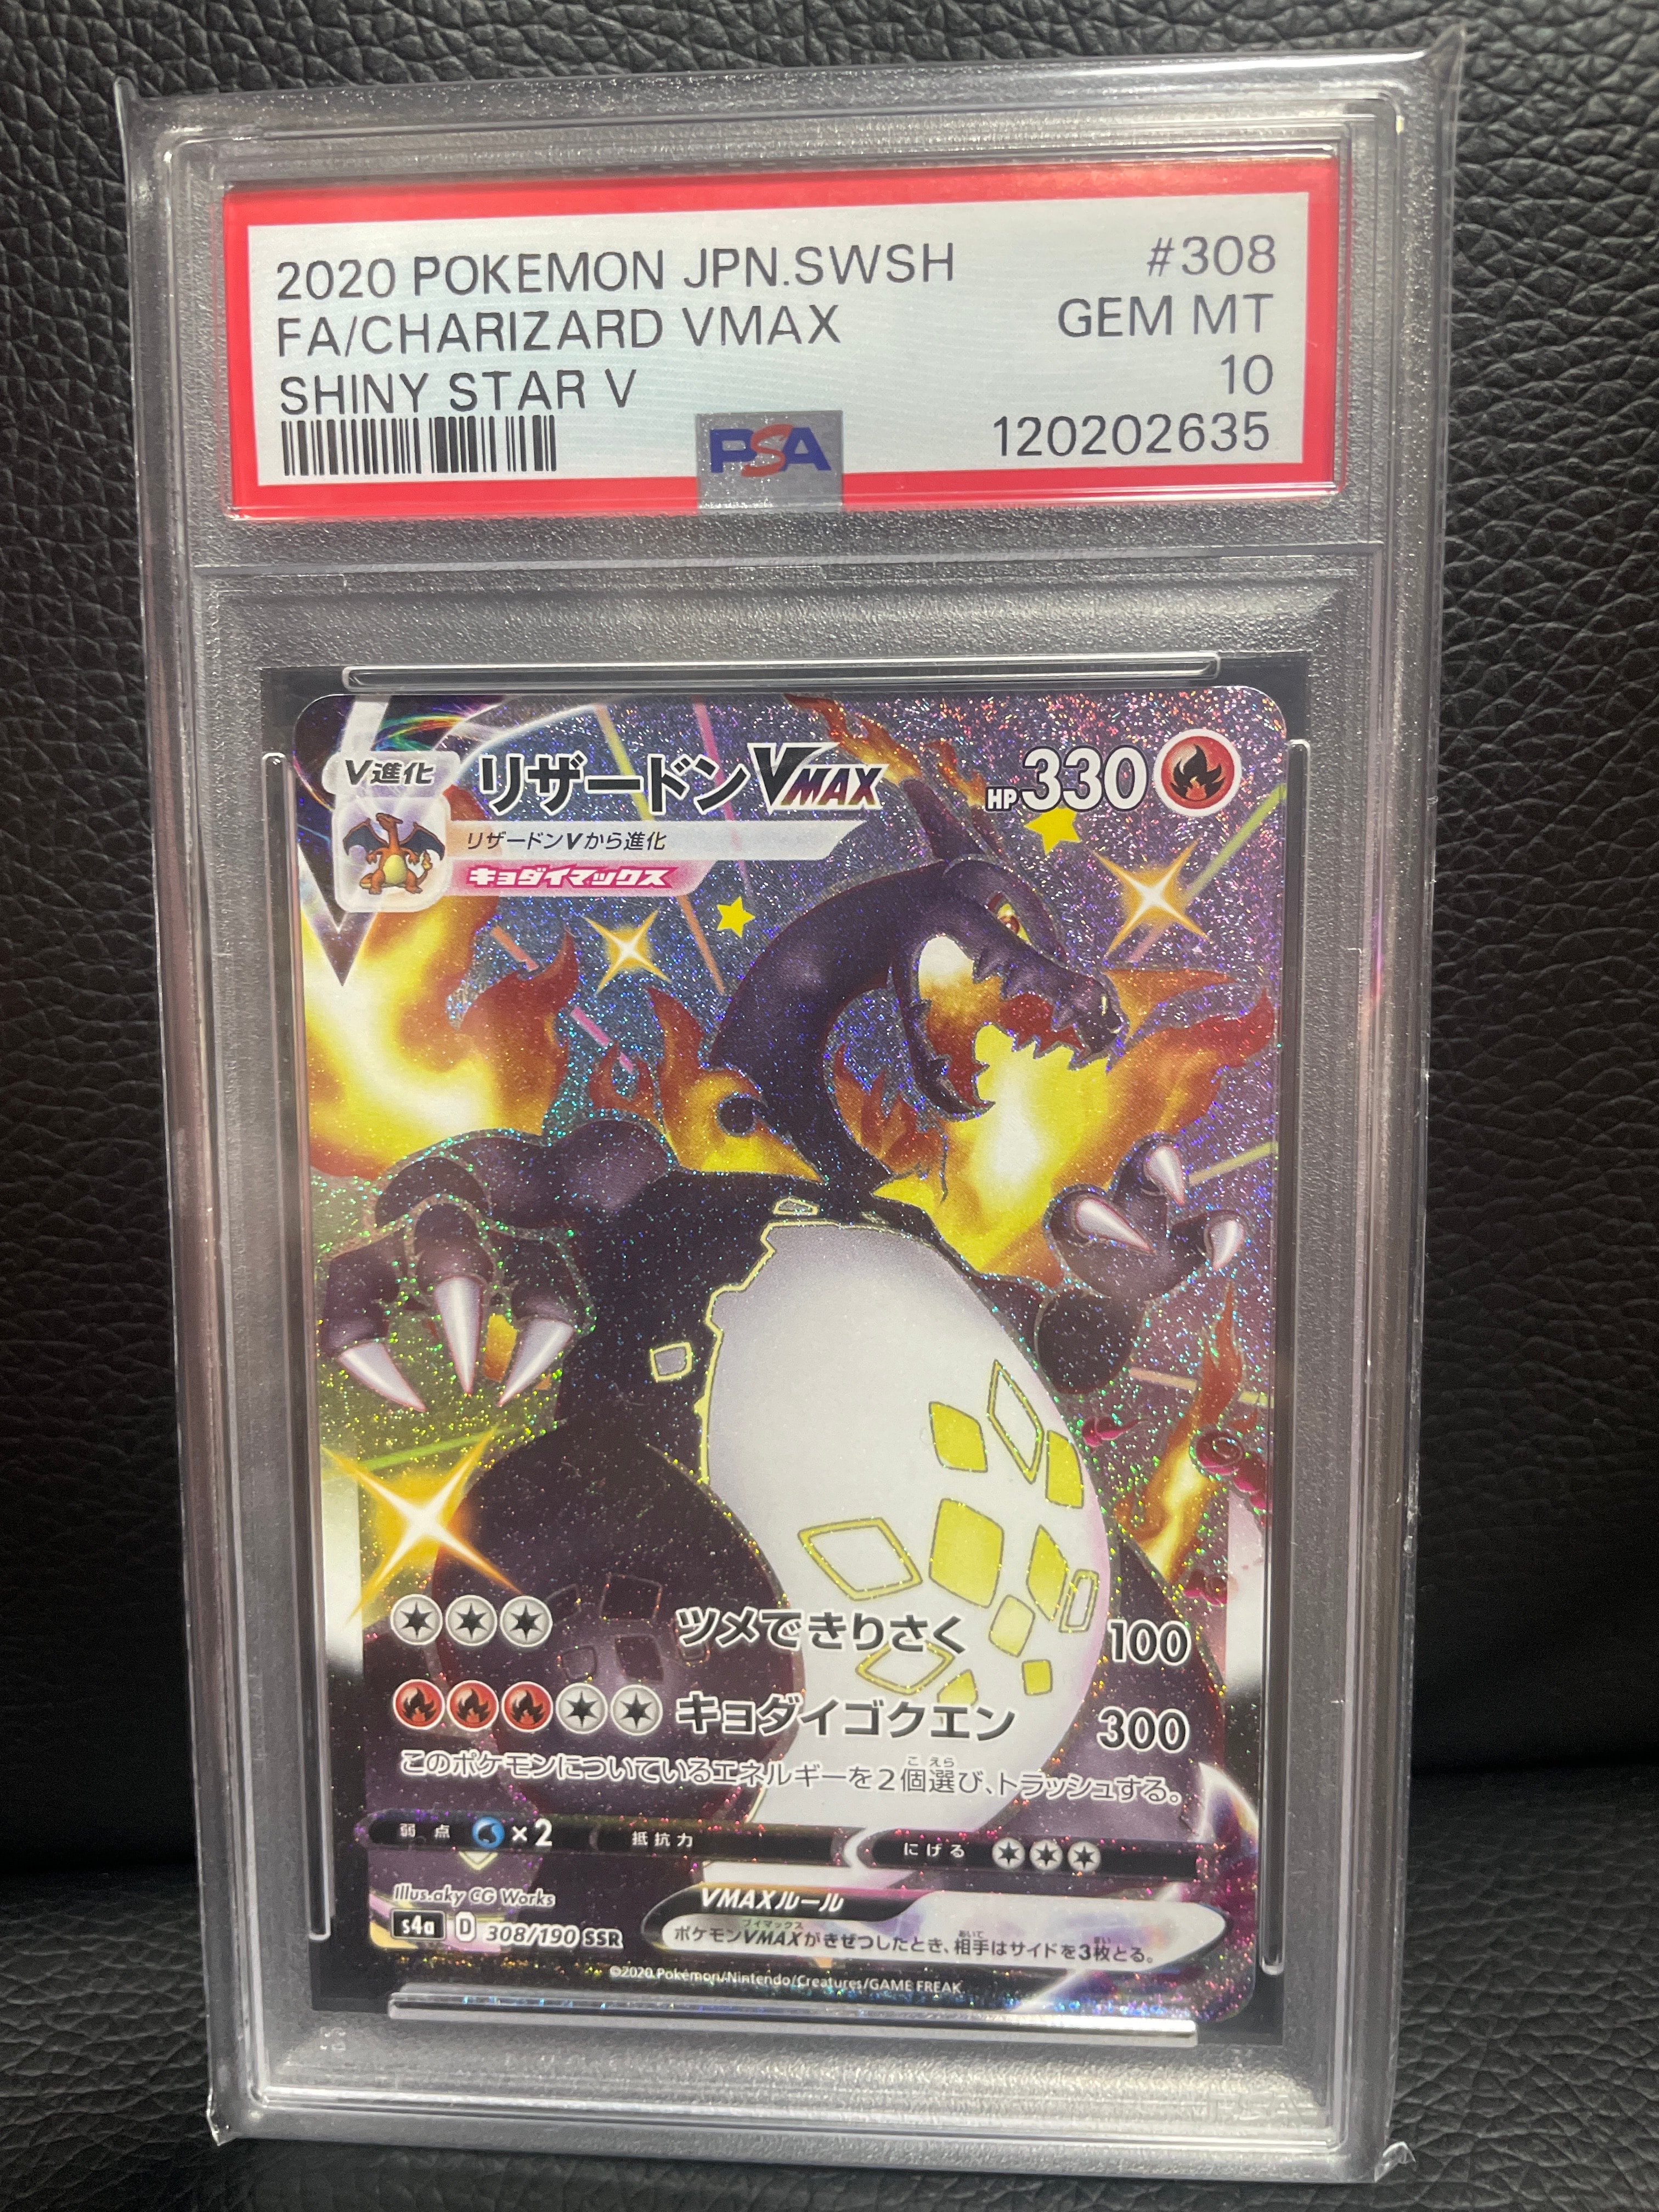 2020 POKEMON JPN.SWSH #308
FA/CHARIZARD VMAX GEM MT
SHINY STAR V 10
PSA 120202635
V進化 リザードンVMAX HP330
リザードンVから進化
キョダイマックス
ツメできりさく 100
キョダイゴクエン 300
このポケモンについているエネルギーを2個選び、トラッシュする。
弱点 ×2 抵抗力 にげる
Illus.aky CG Works
VMAXルール
s4a D 308/190 SSR
ポケモンVMAXがきぜつしたとき、相手はサイドを3枚とる。
©2020 Pokémon/Nintendo/Creatures/GAME FREAK